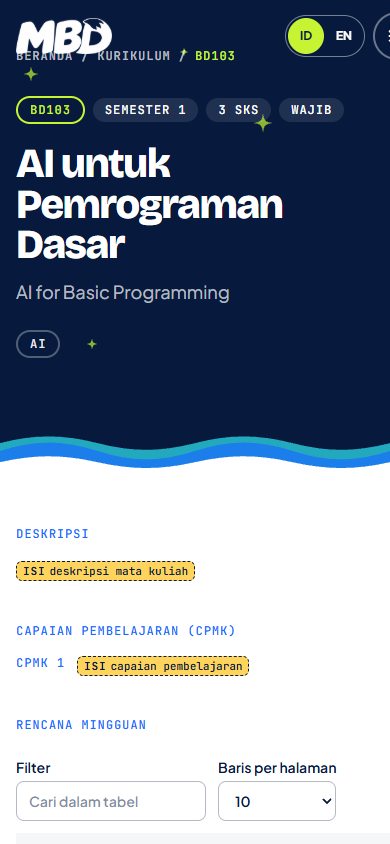 MBD
ID EN
BERANDA / KURIKULUM / BD103
BD103 SEMESTER 1 3 SKS WAJIB
AI untuk
Pemrograman
Dasar
AI for Basic Programming
AI
DESKRIPSI
ISI deskripsi mata kuliah
CAPAIAN PEMBELAJARAN (CPMK)
CPMK 1 ISI capaian pembelajaran
RENCANA MINGGUAN
Filter Baris per halaman
Cari dalam tabel 10